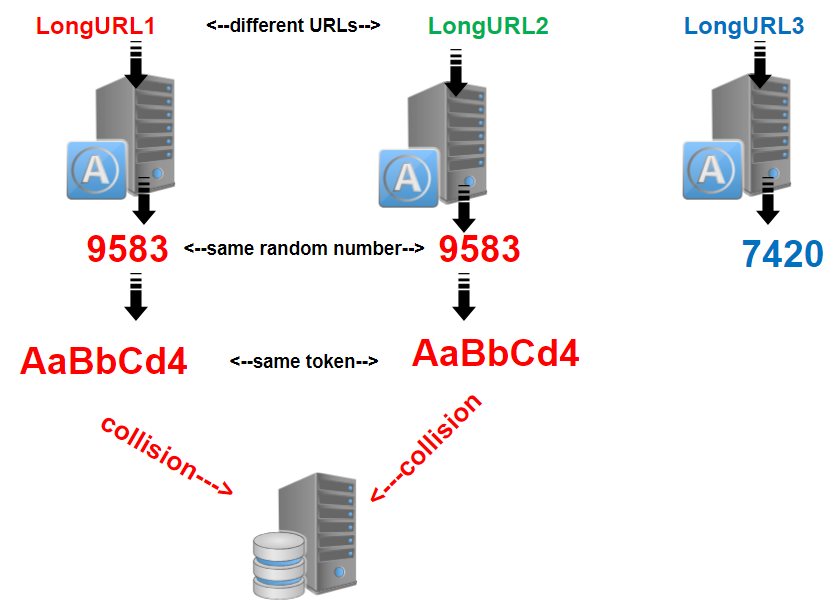 LongURL1 <--different URLs--> LongURL2 LongURL3
A A A
9583 <--same random number--> 9583 7420
AaBbCd4 <--same token--> AaBbCd4
collision---> <----collision